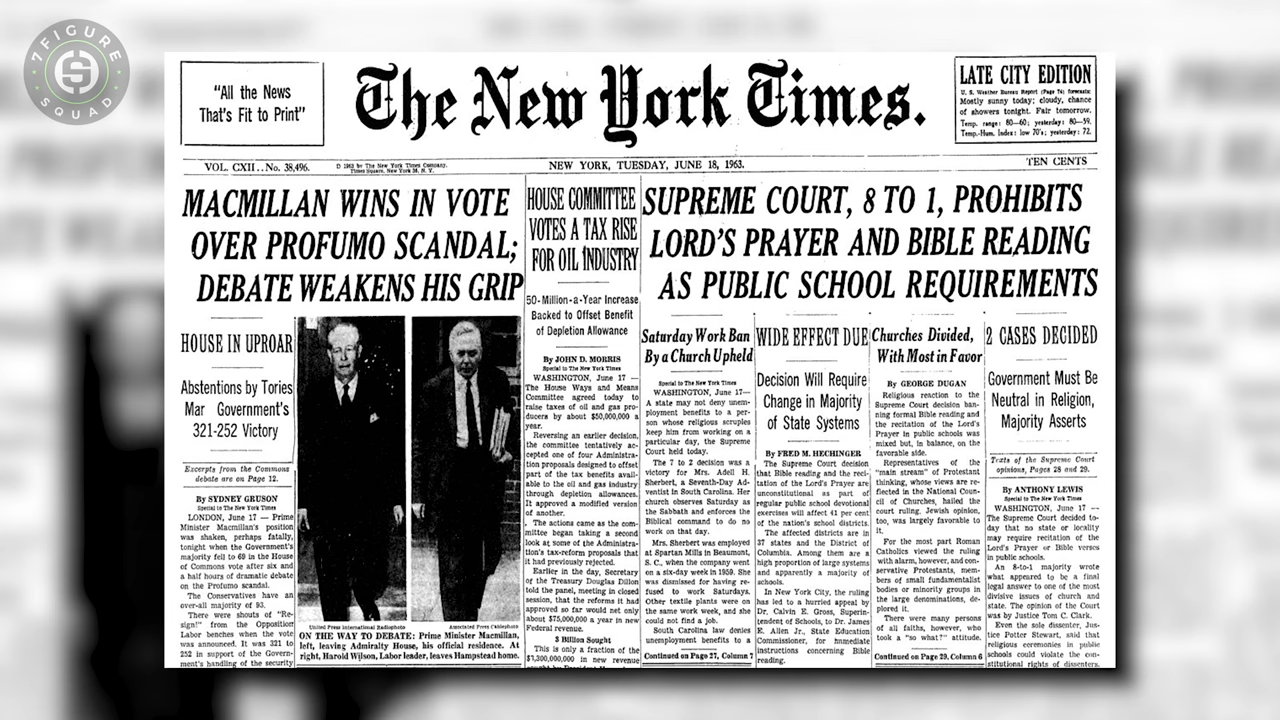 7 FIGURE
SQUAD
"All the News
That's Fit to Print"
The New York Times.
LATE CITY EDITION
U. S. Weather Bureau Report (Page 74) forecasts:
Mostly sunny today; cloudy, chance
of showers tonight. Fair tomorrow.
Temp. range: 80—60; yesterday: 80—59.
Temp.-Hum. Index: low 70's; yesterday: 72.
VOL. CXII . . No. 38,496.
© 1963 by The New York Times Company.
Times Square, New York 36, N. Y.
NEW YORK, TUESDAY, JUNE 18, 1963.
TEN CENTS
MACMILLAN WINS IN VOTE
OVER PROFUMO SCANDAL;
DEBATE WEAKENS HIS GRIP
HOUSE IN UPROAR
Abstentions by Tories
Mar Government's
321-252 Victory
Excerpts from the Commons
debate are on Page 12.
By SYDNEY GRUSON
Special to The New York Times
LONDON, June 17 — Prime
Minister Macmillan's position
was shaken, perhaps fatally,
tonight when the Government's
majority fell to 69 in the House
of Commons vote after six and
a half hours of dramatic debate
on the Profumo scandal.
The Conservatives have an
over-all majority of 93.
There were shouts of "Re-
sign!" from the Opposition
Labor benches when the vote
was announced. It was 321 to
252 in support of the Govern-
ment's handling of the security
United Press International Radiophoto
Associated Press Cablephoto
ON THE WAY TO DEBATE: Prime Minister Macmillan,
left, leaving Admiralty House, his official residence. At
right, Harold Wilson, Labor leader, leaves Hampstead home.
HOUSE COMMITTEE
VOTES A TAX RISE
FOR OIL INDUSTRY
50-Million-a-Year Increase
Backed to Offset Benefit
of Depletion Allowance
By JOHN D. MORRIS
Special to The New York Times
WASHINGTON, June 17 —
The House Ways and Means
Committee agreed today to
raise taxes of oil and gas pro-
ducers by about $50,000,000 a
year.
Reversing an earlier decision,
the committee tentatively ac-
cepted one of four Administra-
tion proposals designed to offset
part of the tax benefits avail-
able to the oil and gas industry
through depletion allowances.
It approved a modified version
of another.
The actions came as the com-
mittee began taking a second
look at some of the Administra-
tion's tax-reform proposals that
it had previously rejected.
Earlier in the day, Secretary
of the Treasury Douglas Dillon
told the panel, meeting in closed
session, that the reforms it had
approved so far would net only
about $75,000,000 a year in new
Federal revenue.
3 Billion Sought
This is only a fraction of the
$3,300,000,000 in new revenue
SUPREME COURT, 8 TO 1, PROHIBITS
LORD'S PRAYER AND BIBLE READING
AS PUBLIC SCHOOL REQUIREMENTS
Saturday Work Ban
By a Church Upheld
Special to The New York Times
WASHINGTON, June 17—
A state may not deny unem-
ployment benefits to a per-
son whose religious scruples
keep him from working on a
particular day, the Supreme
Court held today.
The 7 to 2 decision was a
victory for Mrs. Adell H.
Sherbert, a Seventh-Day Ad-
ventist in South Carolina. Her
church observes Saturday as
the Sabbath and enforces the
Biblical command to do no
work on that day.
Mrs. Sherbert was employed
at Spartan Mills in Beaumont,
S. C., when the company went
on a six-day week in 1959. She
was dismissed for having re-
fused to work Saturdays.
Other textile plants were on
the same work week, and she
could not find a job.
South Carolina law denies
unemployment benefits to a
Continued on Page 27, Column 7
WIDE EFFECT DUE
Decision Will Require
Change in Majority
of State Systems
By FRED M. HECHINGER
The Supreme Court decision
that Bible reading and the reci-
tation of the Lord's Prayer are
unconstitutional as part of
regular public school devotional
exercises will affect 41 per cent
of the nation's school districts.
The affected districts are in
37 states and the District of
Columbia. Among them are a
high proportion of large systems
and apparently a majority of
schools.
In New York City, the ruling
has led to a hurried appeal by
Dr. Calvin E. Gross, Superin-
tendent of Schools, to Dr. James
E. Allen Jr., State Education
Commissioner, for immediate
instructions concerning Bible
reading.
Churches Divided,
With Most in Favor
By GEORGE DUGAN
Religious reaction to the
Supreme Court decision ban-
ning formal Bible reading and
the recitation of the Lord's
Prayer in public schools was
mixed but, in balance, on the
favorable side.
Representatives of the
"main stream" of Protestant
thinking, whose views are re-
flected in the National Coun-
cil of Churches, hailed the
court ruling. Jewish opinion,
too, was largely favorable to
it.
For the most part Roman
Catholics viewed the ruling
with alarm, however, and con-
servative Protestants, mem-
bers of small fundamentalist
bodies or minority groups in
the large denominations, de-
plored it.
There were many persons
of all faiths, however, who
took a "so what?" attitude.
Continued on Page 29, Column 6
2 CASES DECIDED
Government Must Be
Neutral in Religion,
Majority Asserts
Texts of the Supreme Court
opinions, Pages 28 and 29.
By ANTHONY LEWIS
Special to The New York Times
WASHINGTON, June 17 —
The Supreme Court decided to-
day that no state or locality
may require recitation of the
Lord's Prayer or Bible verses
in public schools.
An 8-to-1 majority wrote
what appeared to be a final
legal answer to one of the most
divisive issues of church and
state. The opinion of the Court
was by Justice Tom C. Clark.
Even the sole dissenter, Jus-
tice Potter Stewart, said that
religious ceremonies in public
schools could violate the con-
stitutional rights of dissenters.